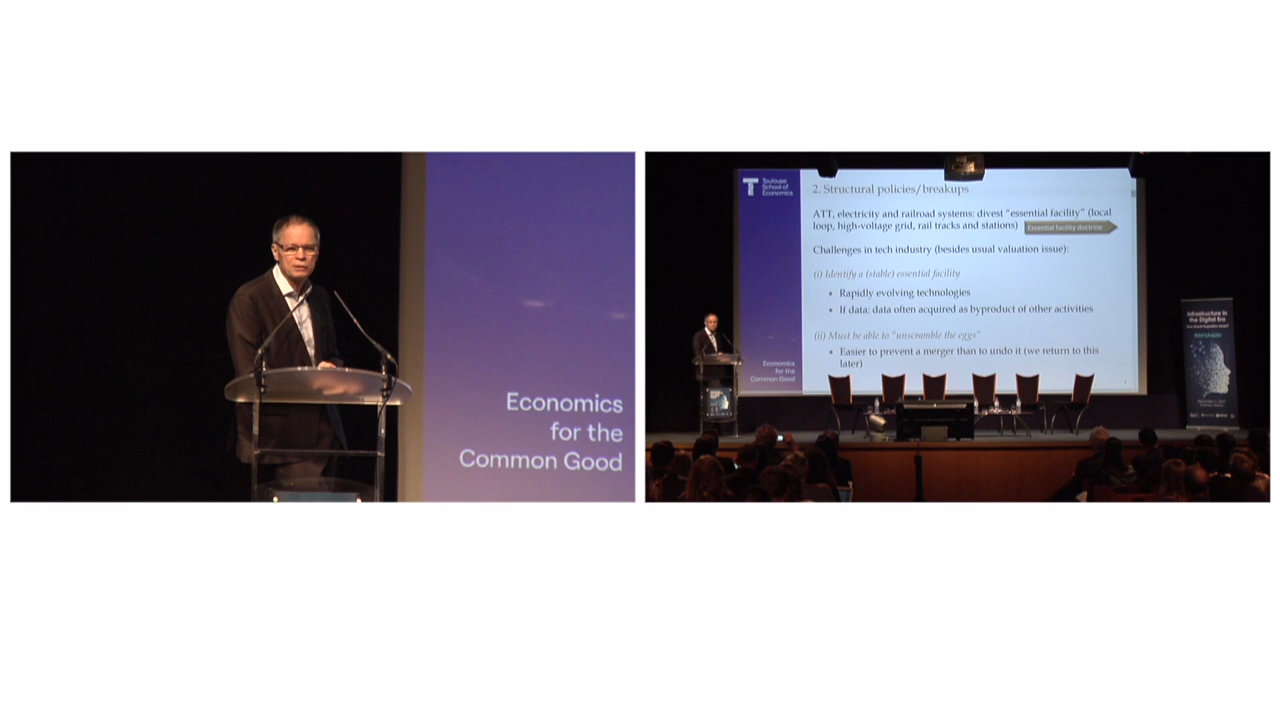 Economics
for the
Common Good
Toulouse
School of
Economics
2. Structural policies/breakups
ATT, electricity and railroad systems: divest "essential facility" (local
loop, high-voltage grid, rail tracks and stations)
Essential facility doctrine
Challenges in tech industry (besides usual valuation issue):
(i) Identify a (stable) essential facility
• Rapidly evolving technologies
• If data: data often acquired as byproduct of other activities
(ii) Must be able to "unscramble the eggs"
• Easier to prevent a merger than to undo it (we return to this
later)
Economics
for the
Common Good
Infrastructure in
the Digital Era